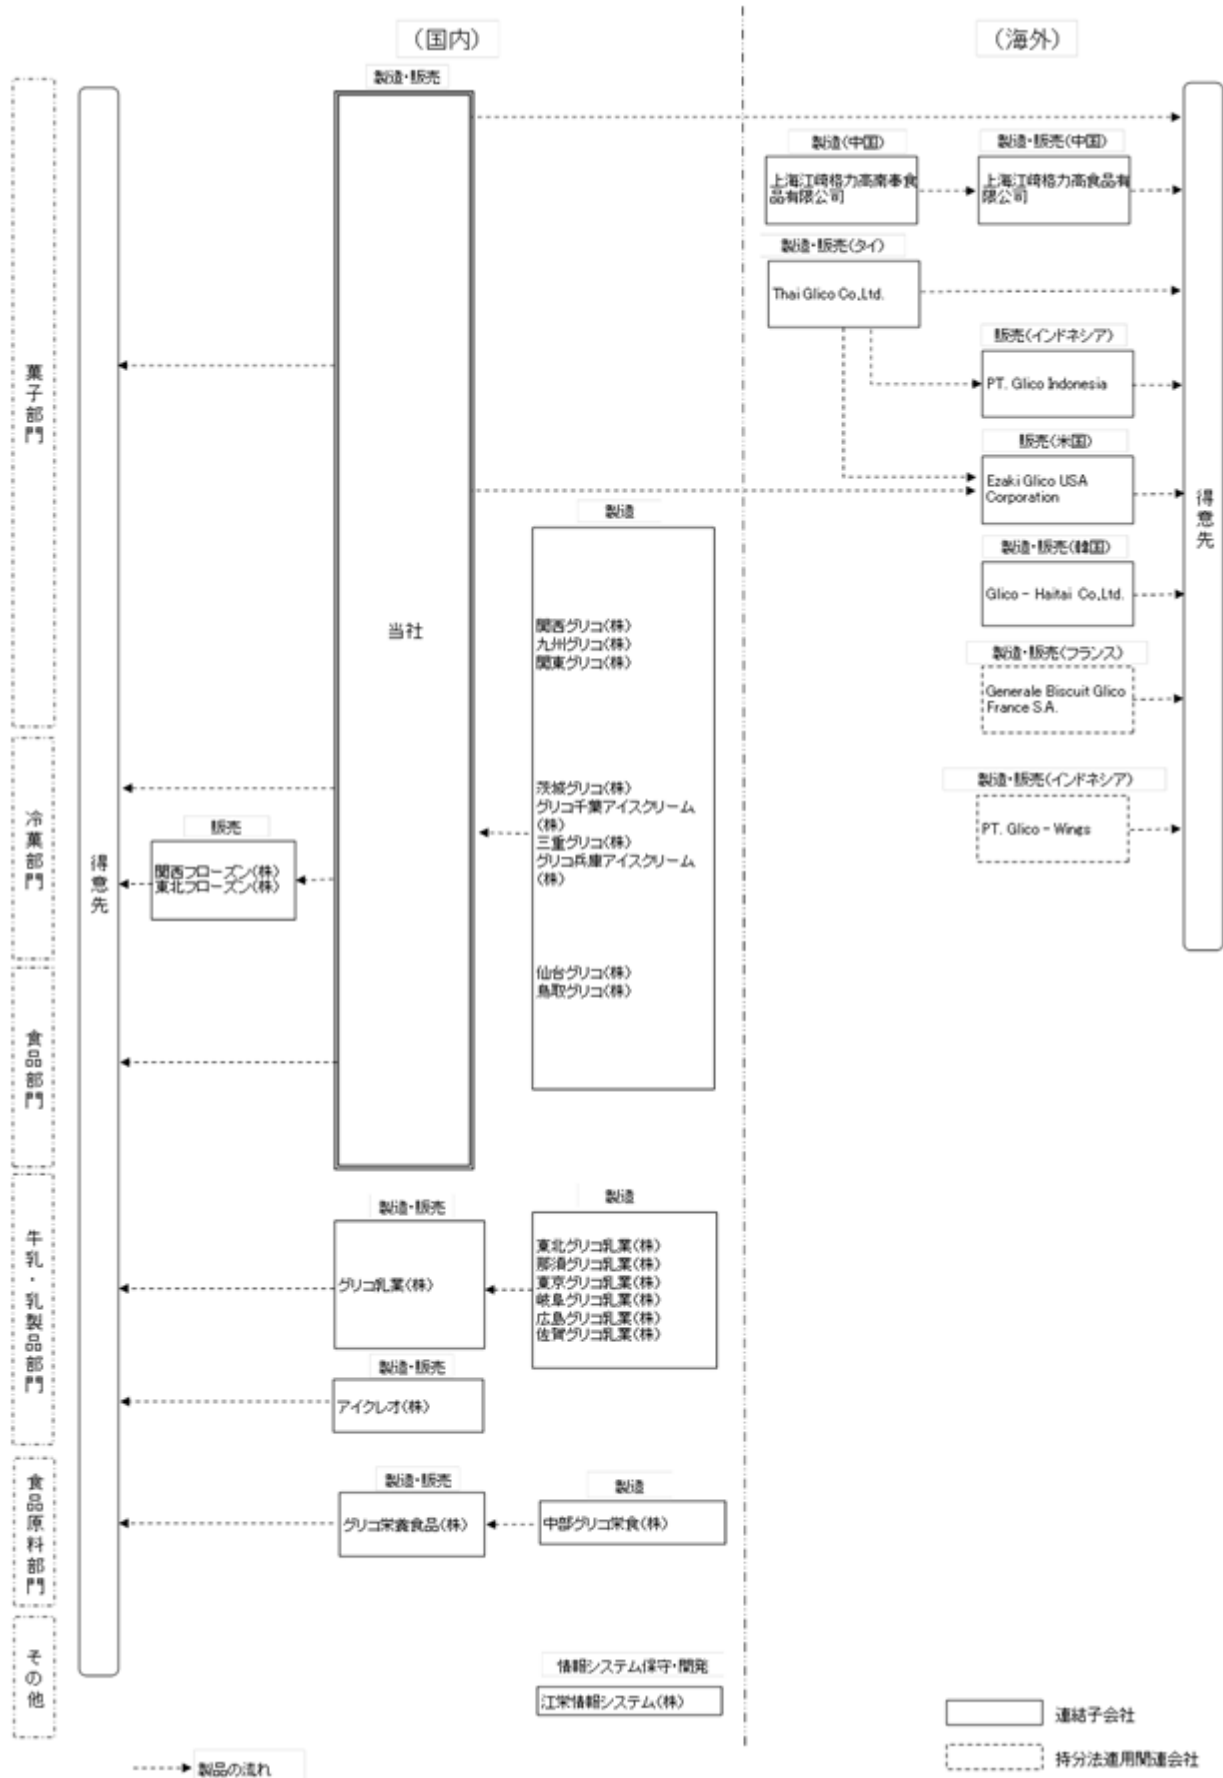 (国内)
(海外)
製造・販売
当社
菓子部門
冷菓部門
食品部門
牛乳・乳製品部門
食品原料部門
その他
得意先
販売
関西フローズン(株)
東北フローズン(株)
製造
関西グリコ(株)
九州グリコ(株)
関東グリコ(株)
茨城グリコ(株)
グリコ千葉アイスクリーム
(株)
三重グリコ(株)
グリコ兵庫アイスクリーム
(株)
仙台グリコ(株)
鳥取グリコ(株)
製造・販売
グリコ乳業(株)
製造
東北グリコ乳業(株)
那須グリコ乳業(株)
東京グリコ乳業(株)
岐阜グリコ乳業(株)
広島グリコ乳業(株)
佐賀グリコ乳業(株)
製造・販売
アイクレオ(株)
製造・販売
グリコ栄養食品(株)
製造
中部グリコ栄食(株)
情報システム保守・開発
江栄情報システム(株)
製造(中国)
上海江崎格力高南奉食
品有限公司
製造・販売(中国)
上海江崎格力高食品有
限公司
製造・販売(タイ)
Thai Glico Co,Ltd.
販売(インドネシア)
PT. Glico Indonesia
販売(米国)
Ezaki Glico USA
Corporation
製造・販売(韓国)
Glico - Haitai Co,Ltd.
製造・販売(フランス)
Generale Biscuit Glico
France S.A.
製造・販売(インドネシア)
PT. Glico - Wings
得意先
連結子会社
持分法適用関連会社
製品の流れ